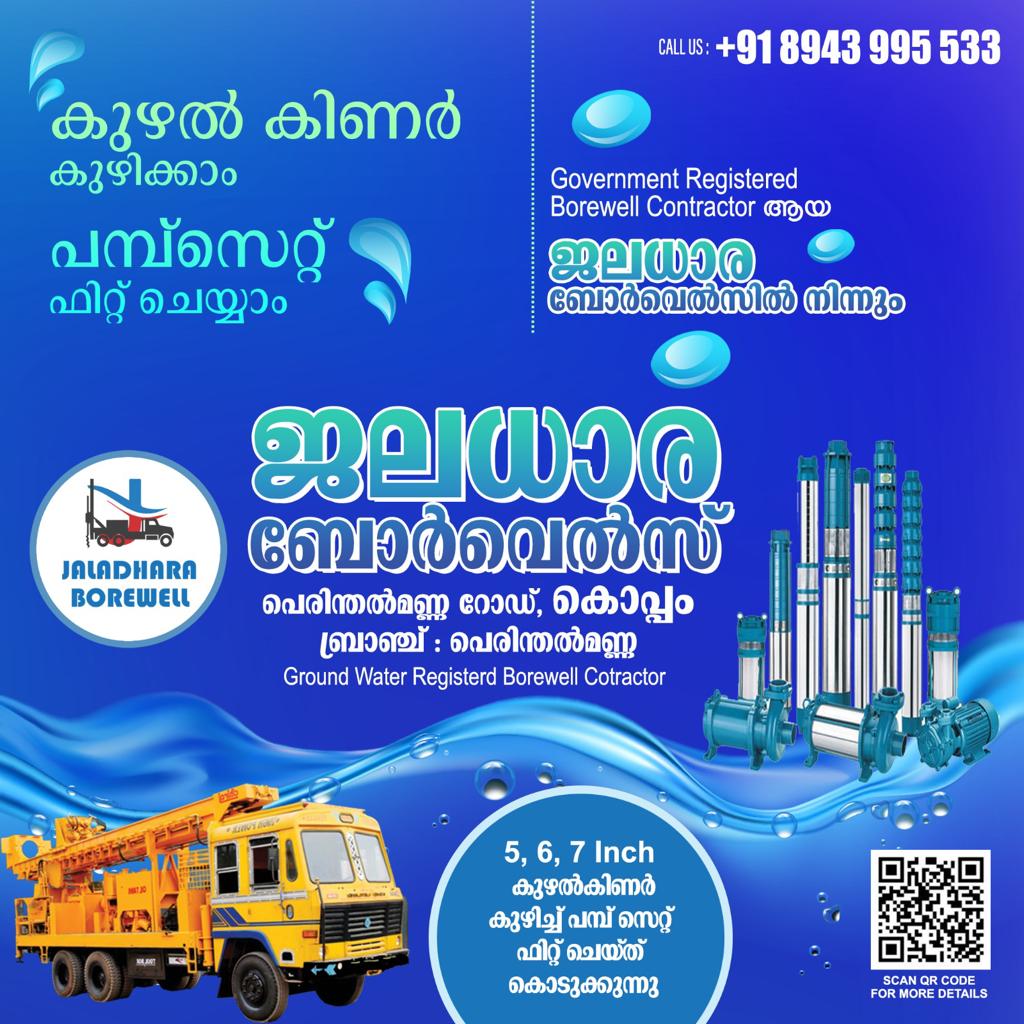 CALL US : +91 8943 995 533
കുഴൽ കിണർ
കുഴിക്കാം
പമ്പ്സെറ്റ്
ഫിറ്റ് ചെയ്യാം
Government Registered
Borewell Contractor ആയ
ജലധാര
ബോർവെൽസിൽ നിന്നും
ജലധാര
ബോർവെൽസ്
പെരിന്തൽമണ്ണ റോഡ്, കൊപ്പം
ബ്രാഞ്ച് : പെരിന്തൽമണ്ണ
Ground Water Registerd Borewell Cotractor
JALADHARA
BOREWELL
5, 6, 7 Inch
കുഴൽകിണർ
കുഴിച്ച് പമ്പ് സെറ്റ്
ഫിറ്റ് ചെയ്ത്
കൊടുക്കുന്നു
SCAN QR CODE
FOR MORE DETAILS